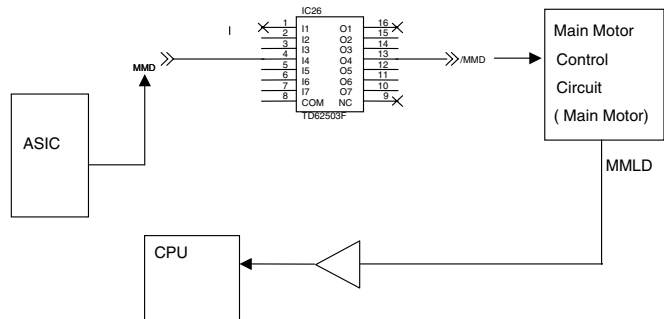 IC26
I
1 I1 O1 16
2 I2 O2 15
3 I3 O3 14
4 I4 O4 13
5 I5 O5 12
6 I6 O6 11
7 I7 O7 10
8 COM NC 9
TD62503F
MMD
/MMD
Main Motor
Control
Circuit
( Main Motor)
ASIC
MMLD
CPU